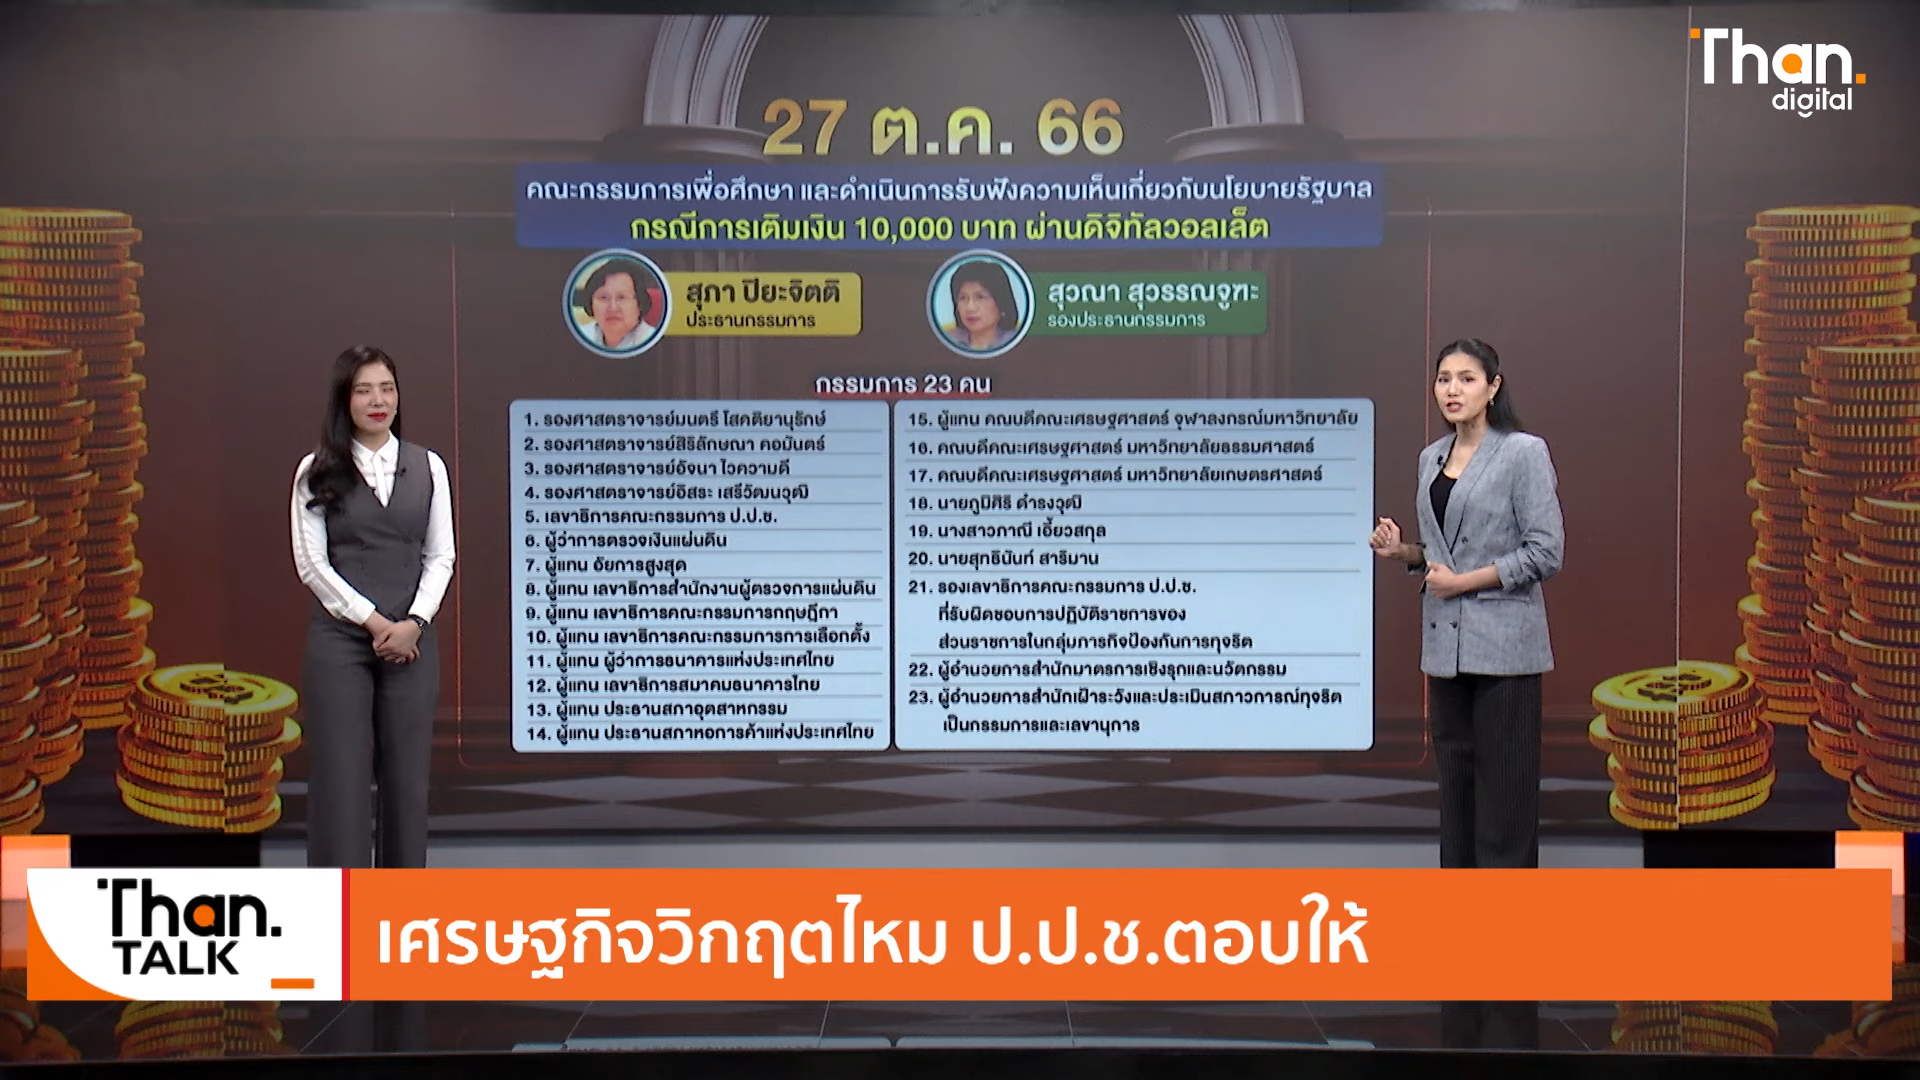 Than.
digital
27 ต.ค. 66
คณะกรรมการเพื่อศึกษา และดำเนินการรับฟังความเห็นเกี่ยวกับนโยบายรัฐบาล
กรณีการเติมเงิน 10,000 บาท ผ่านดิจิทัลวอลเล็ต
สุภา ปิยะจิตติ
ประธานกรรมการ
สุวณา สุวรรณจูฑะ
รองประธานกรรมการ
กรรมการ 23 คน
1. รองศาสตราจารย์มนตรี โสคติยานุรักษ์
2. รองศาสตราจารย์สิริลักษณา คอมันตร์
3. รองศาสตราจารย์อัจนา ไวความดี
4. รองศาสตราจารย์อิสระ เสรีวัฒนวุฒิ
5. เลขาธิการคณะกรรมการ ป.ป.ช.
6. ผู้ว่าการตรวจเงินแผ่นดิน
7. ผู้แทน อัยการสูงสุด
8. ผู้แทน เลขาธิการสำนักงานผู้ตรวจการแผ่นดิน
9. ผู้แทน เลขาธิการคณะกรรมการกฤษฎีกา
10. ผู้แทน เลขาธิการคณะกรรมการการเลือกตั้ง
11. ผู้แทน ผู้ว่าการธนาคารแห่งประเทศไทย
12. ผู้แทน เลขาธิการสมาคมธนาคารไทย
13. ผู้แทน ประธานสภาอุตสาหกรรม
14. ผู้แทน ประธานสภาหอการค้าแห่งประเทศไทย
15. ผู้แทน คณบดีคณะเศรษฐศาสตร์ จุฬาลงกรณ์มหาวิทยาลัย
16. คณบดีคณะเศรษฐศาสตร์ มหาวิทยาลัยธรรมศาสตร์
17. คณบดีคณะเศรษฐศาสตร์ มหาวิทยาลัยเกษตรศาสตร์
18. นายภูมิศิริ ดำรงวุฒิ
19. นางสาวภาณี เอี้ยวสกุล
20. นายสุทธินันท์ สาริมาน
21. รองเลขาธิการคณะกรรมการ ป.ป.ช.
ที่รับผิดชอบการปฏิบัติราชการของ
ส่วนราชการในกลุ่มภารกิจป้องกันการทุจริต
22. ผู้อำนวยการสำนักมาตรการเชิงรุกและนวัตกรรม
23. ผู้อำนวยการสำนักเฝ้าระวังและประเมินสภาวการณ์ทุจริต
เป็นกรรมการและเลขานุการ
Than.
TALK
เศรษฐกิจวิกฤตไหม ป.ป.ช.ตอบให้